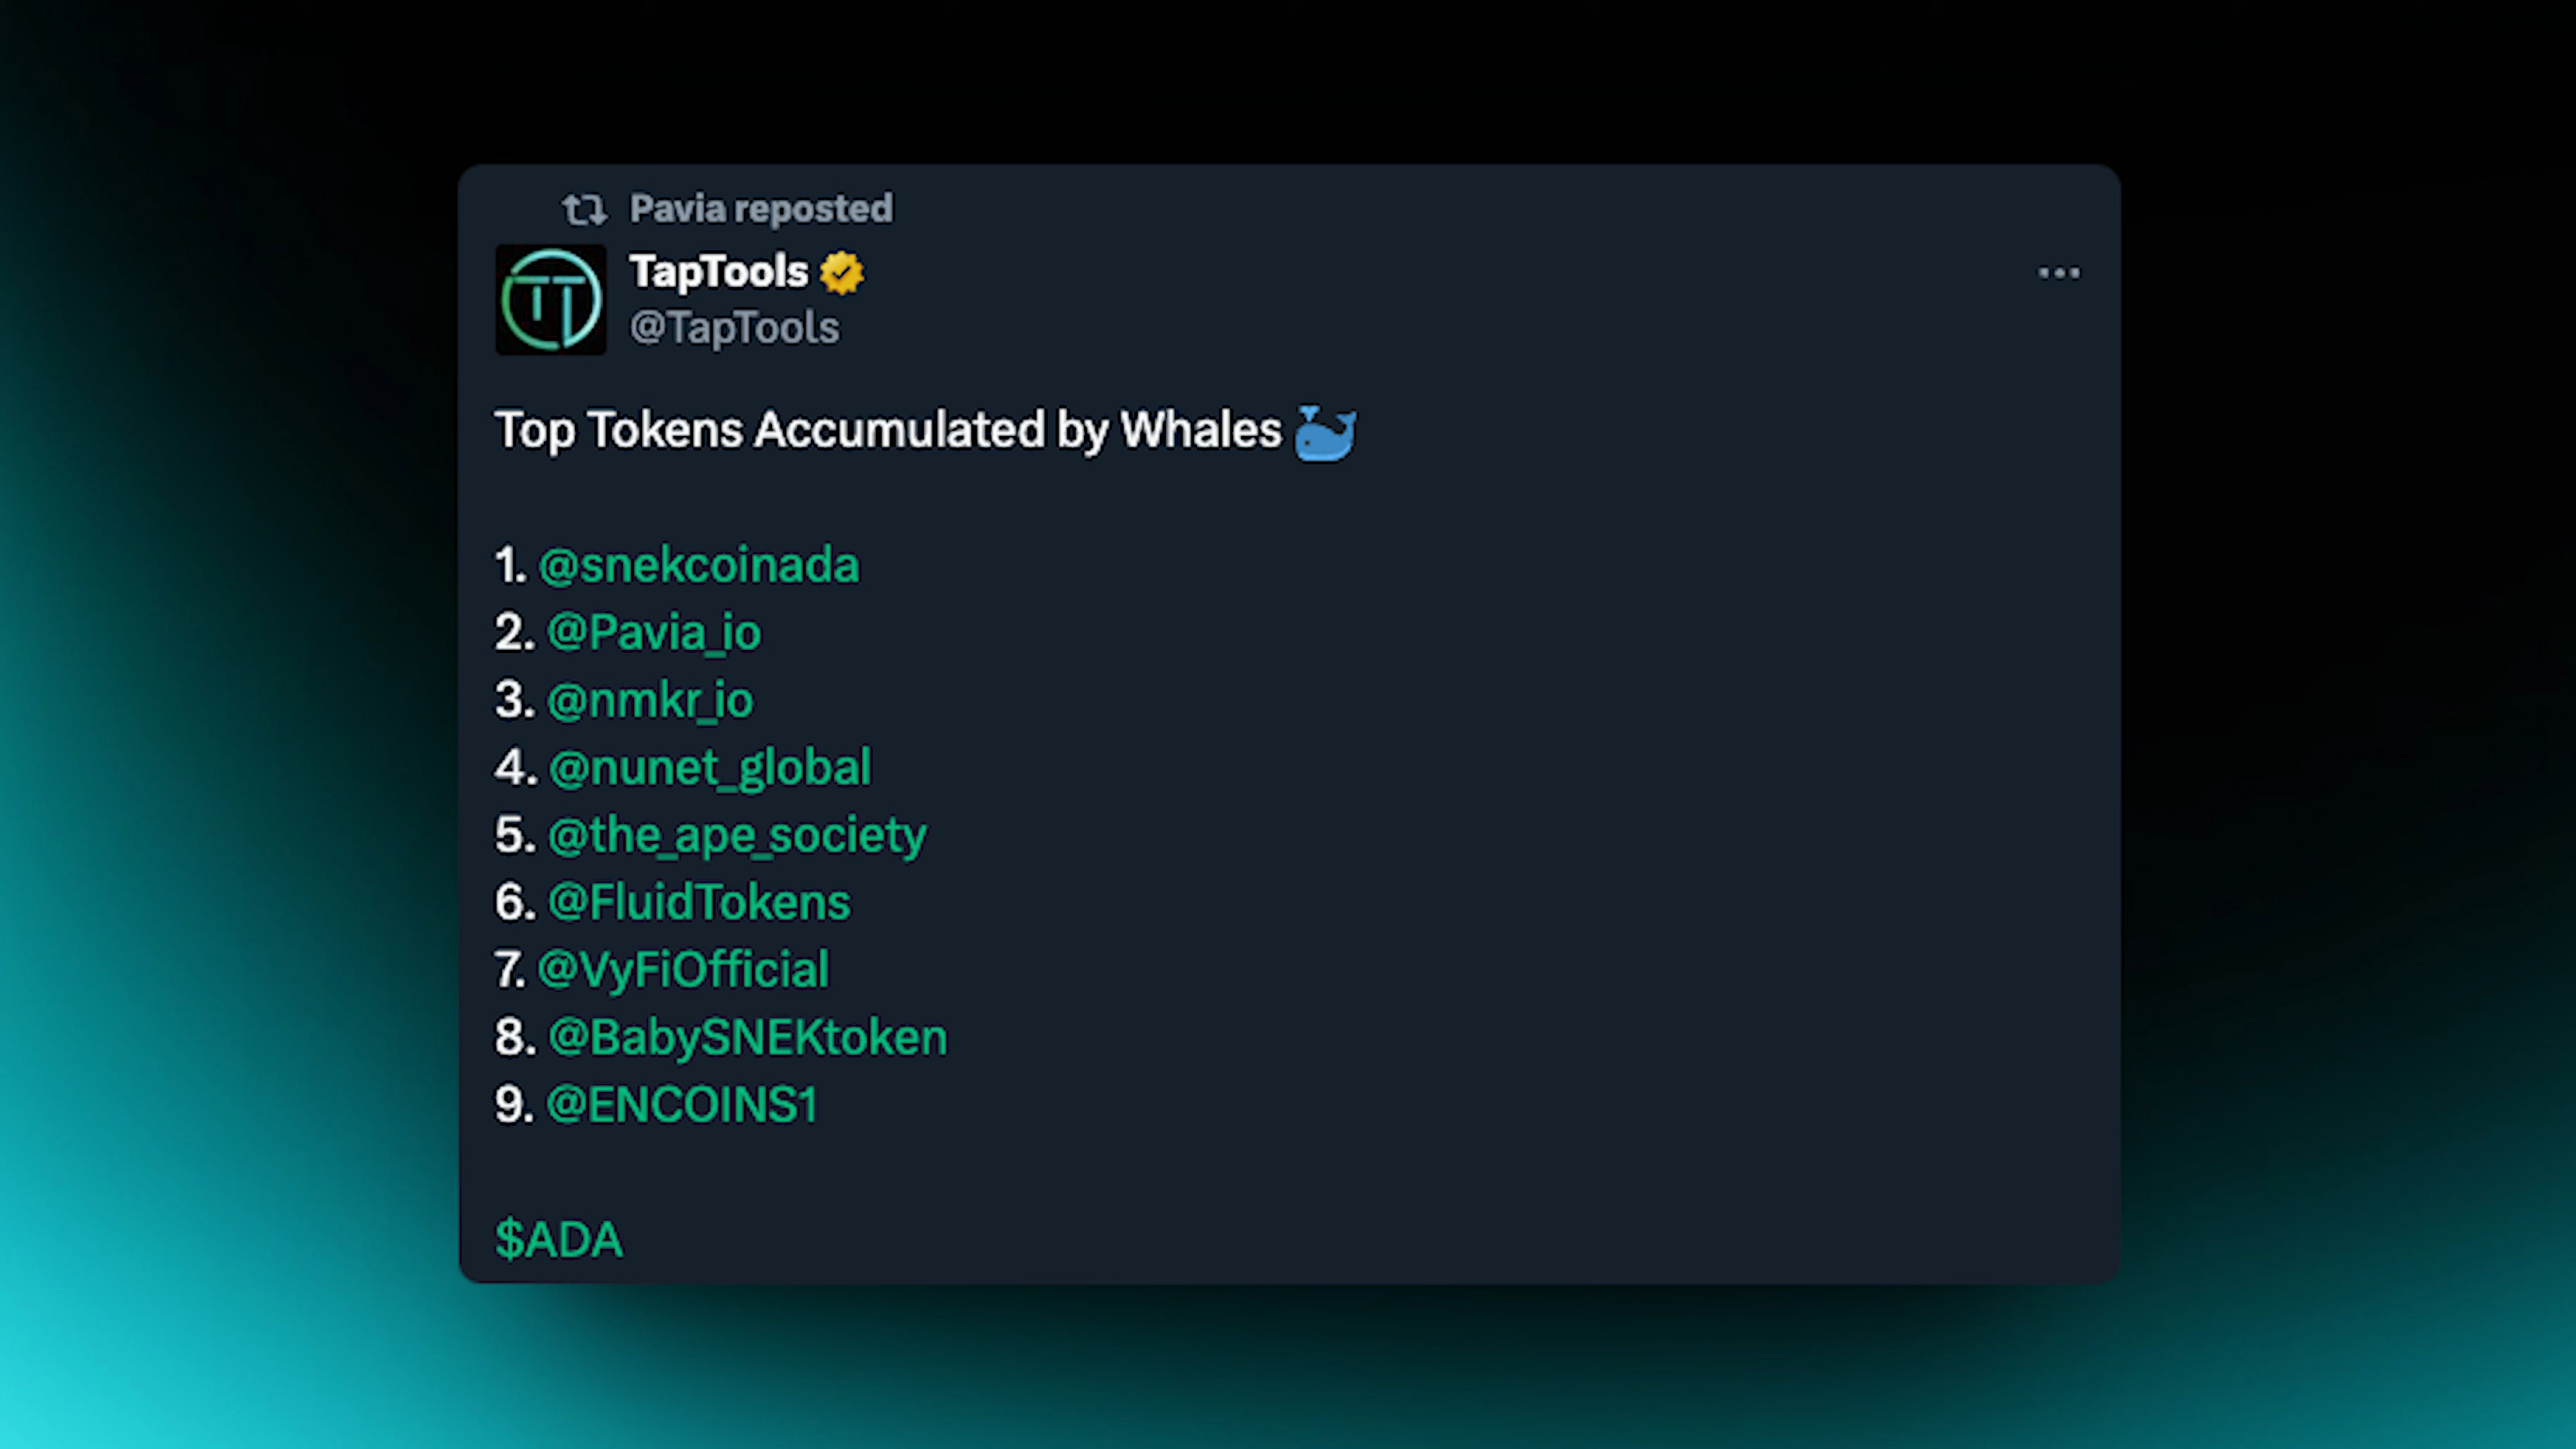 Pavia reposted
TapTools
@TapTools
Top Tokens Accumulated by Whales 🐳
1. @snekcoinada
2. @Pavia_io
3. @nmkr_io
4. @nunet_global
5. @the_ape_society
6. @FluidTokens
7. @VyFiOfficial
8. @BabySNEKtoken
9. @ENCOINS1
$ADA